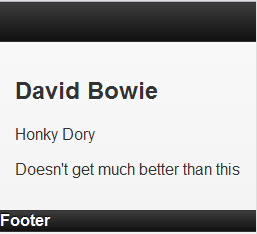 David Bowie
Honky Dory
Doesn't get much better than this
Footer